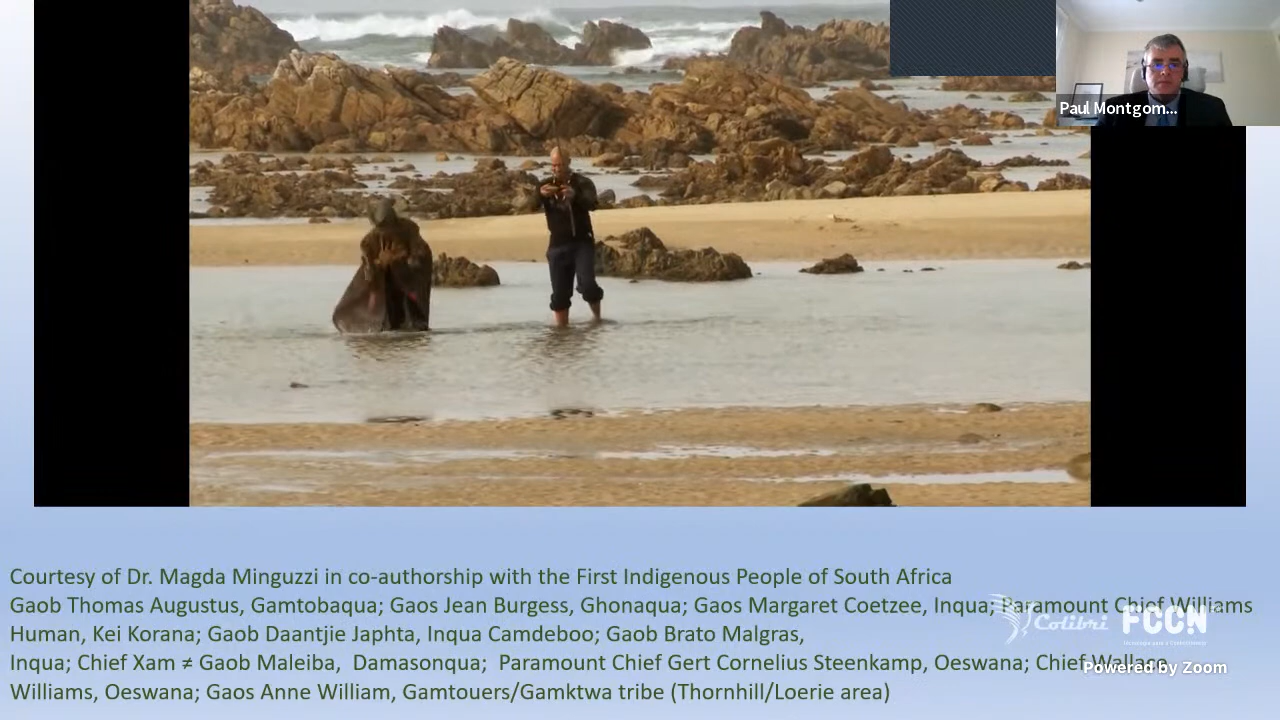 Paul Montgom...
Courtesy of Dr. Magda Minguzzi in co-authorship with the First Indigenous People of South Africa
Gaob Thomas Augustus, Gamtobaqua; Gaos Jean Burgess, Ghonaqua; Gaos Margaret Coetzee, Inqua; Paramount Chief Williams
Human, Kei Korana; Gaob Daantjie Japhta, Inqua Camdeboo; Gaob Brato Malgras,
Inqua; Chief Xam ≠ Gaob Maleiba, Damasonqua; Paramount Chief Gert Cornelius Steenkamp, Oeswana; Chief
Williams, Oeswana; Gaos Anne William, Gamtouers/Gamktwa tribe (Thornhill/Loerie area)
Colibri FCCN
Powered by Zoom